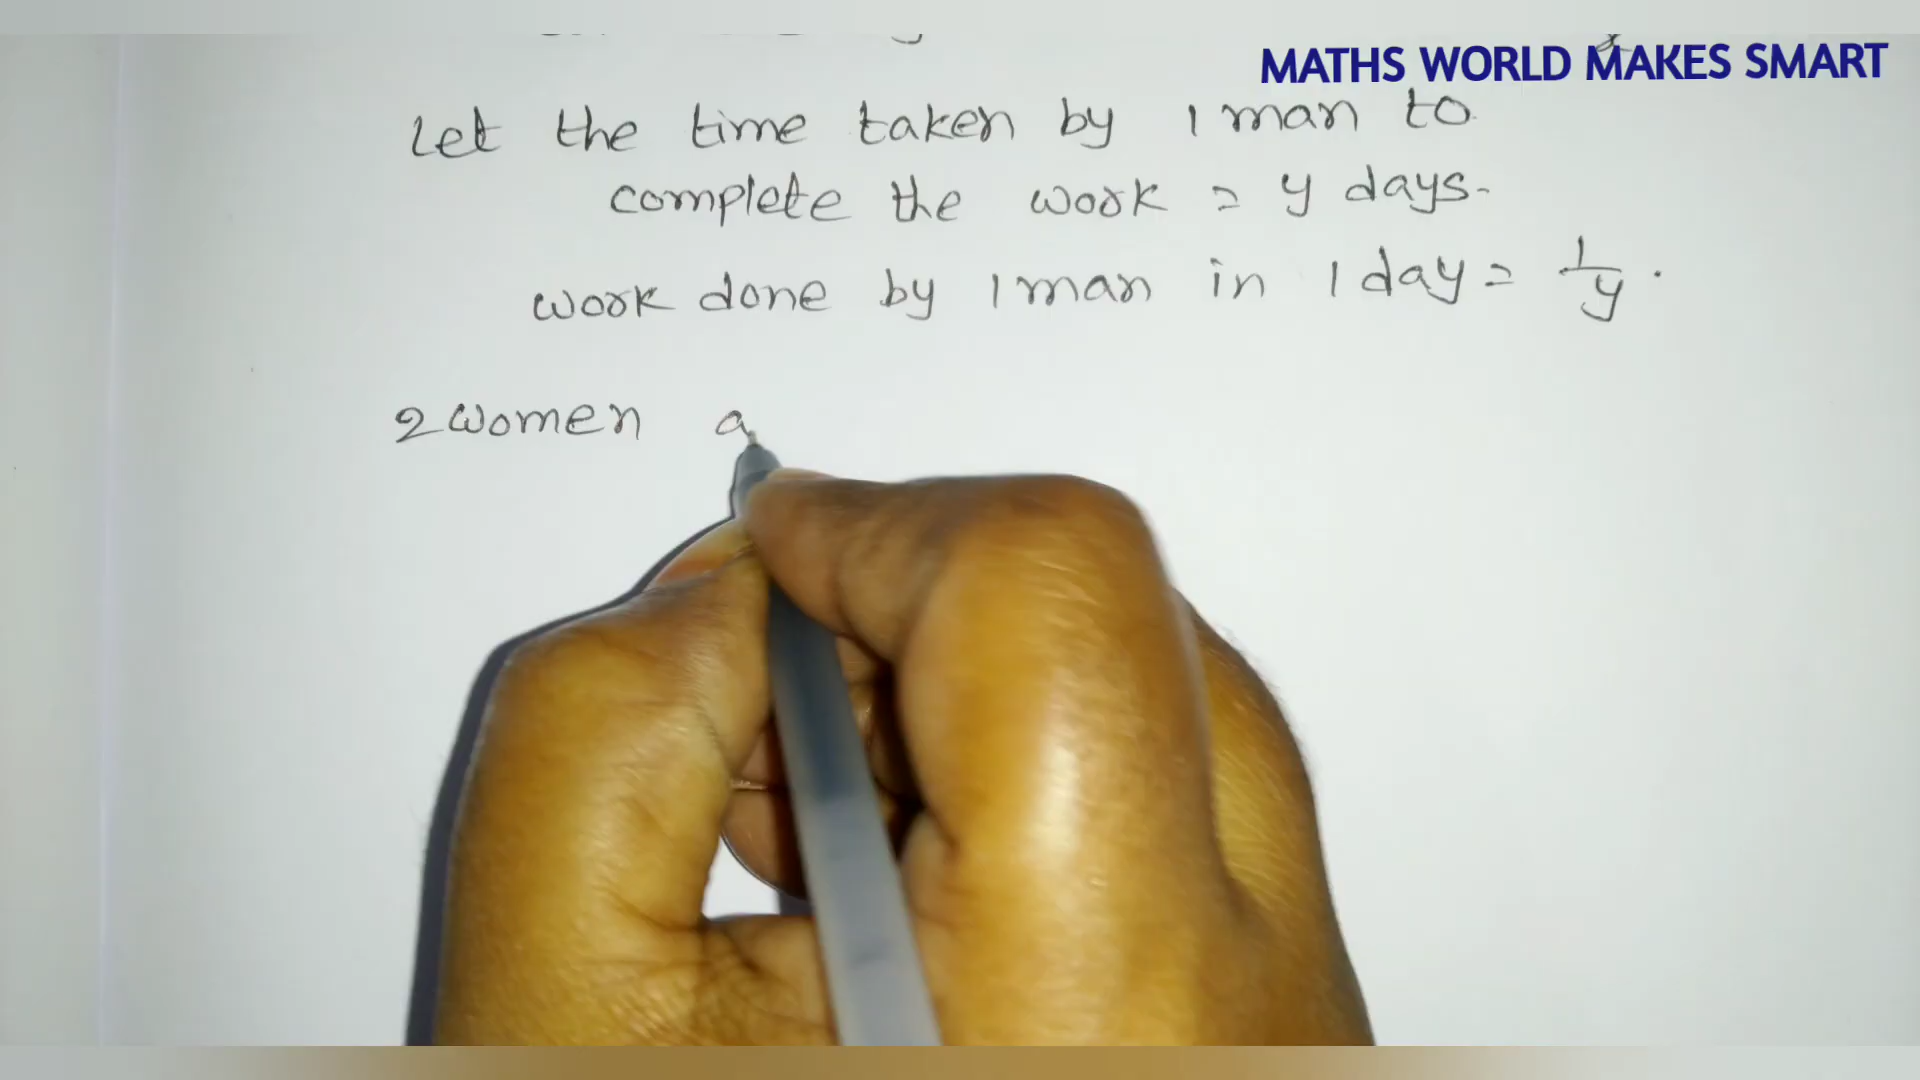 MATHS WORLD MAKES SMART
Let the time taken by 1 man to
complete the work = y days.
work done by 1 man in 1 day = 1/y.
2 women a